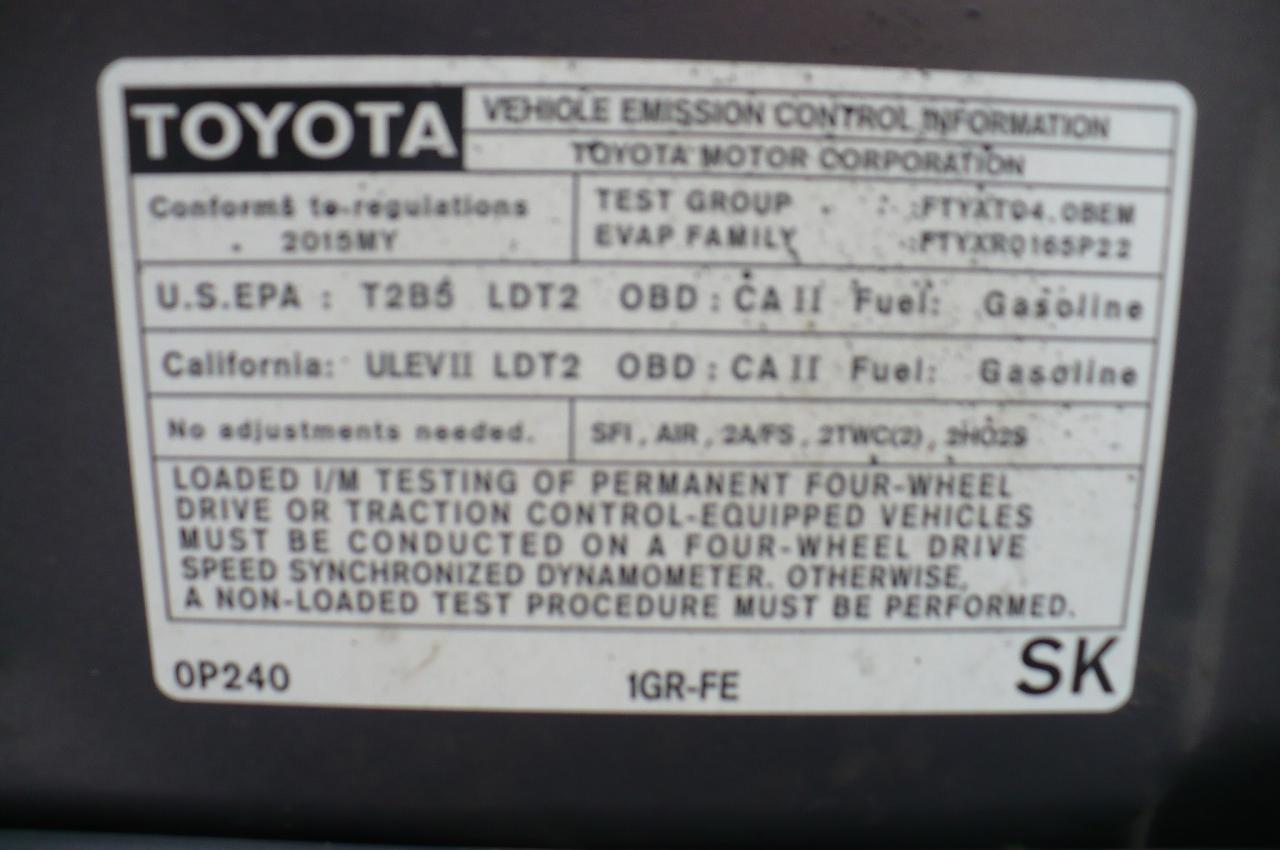 TOYOTA
VEHICLE EMISSION CONTROL INFORMATION
TOYOTA MOTOR CORPORATION
Conforms to regulations
2015MY
TEST GROUP : FTYXT04.0BEM
EVAP FAMILY : FTYXR0165P22
U.S.EPA : T2B5 LDT2 OBD : CA II Fuel: Gasoline
California: ULEVII LDT2 OBD : CA II Fuel: Gasoline
No adjustments needed.
SFI, AIR, 2A/FS, 2TWC(2), 2HO2S
LOADED I/M TESTING OF PERMANENT FOUR-WHEEL
DRIVE OR TRACTION CONTROL-EQUIPPED VEHICLES
MUST BE CONDUCTED ON A FOUR-WHEEL DRIVE
SPEED SYNCHRONIZED DYNAMOMETER. OTHERWISE,
A NON-LOADED TEST PROCEDURE MUST BE PERFORMED.
0P240 1GR-FE SK